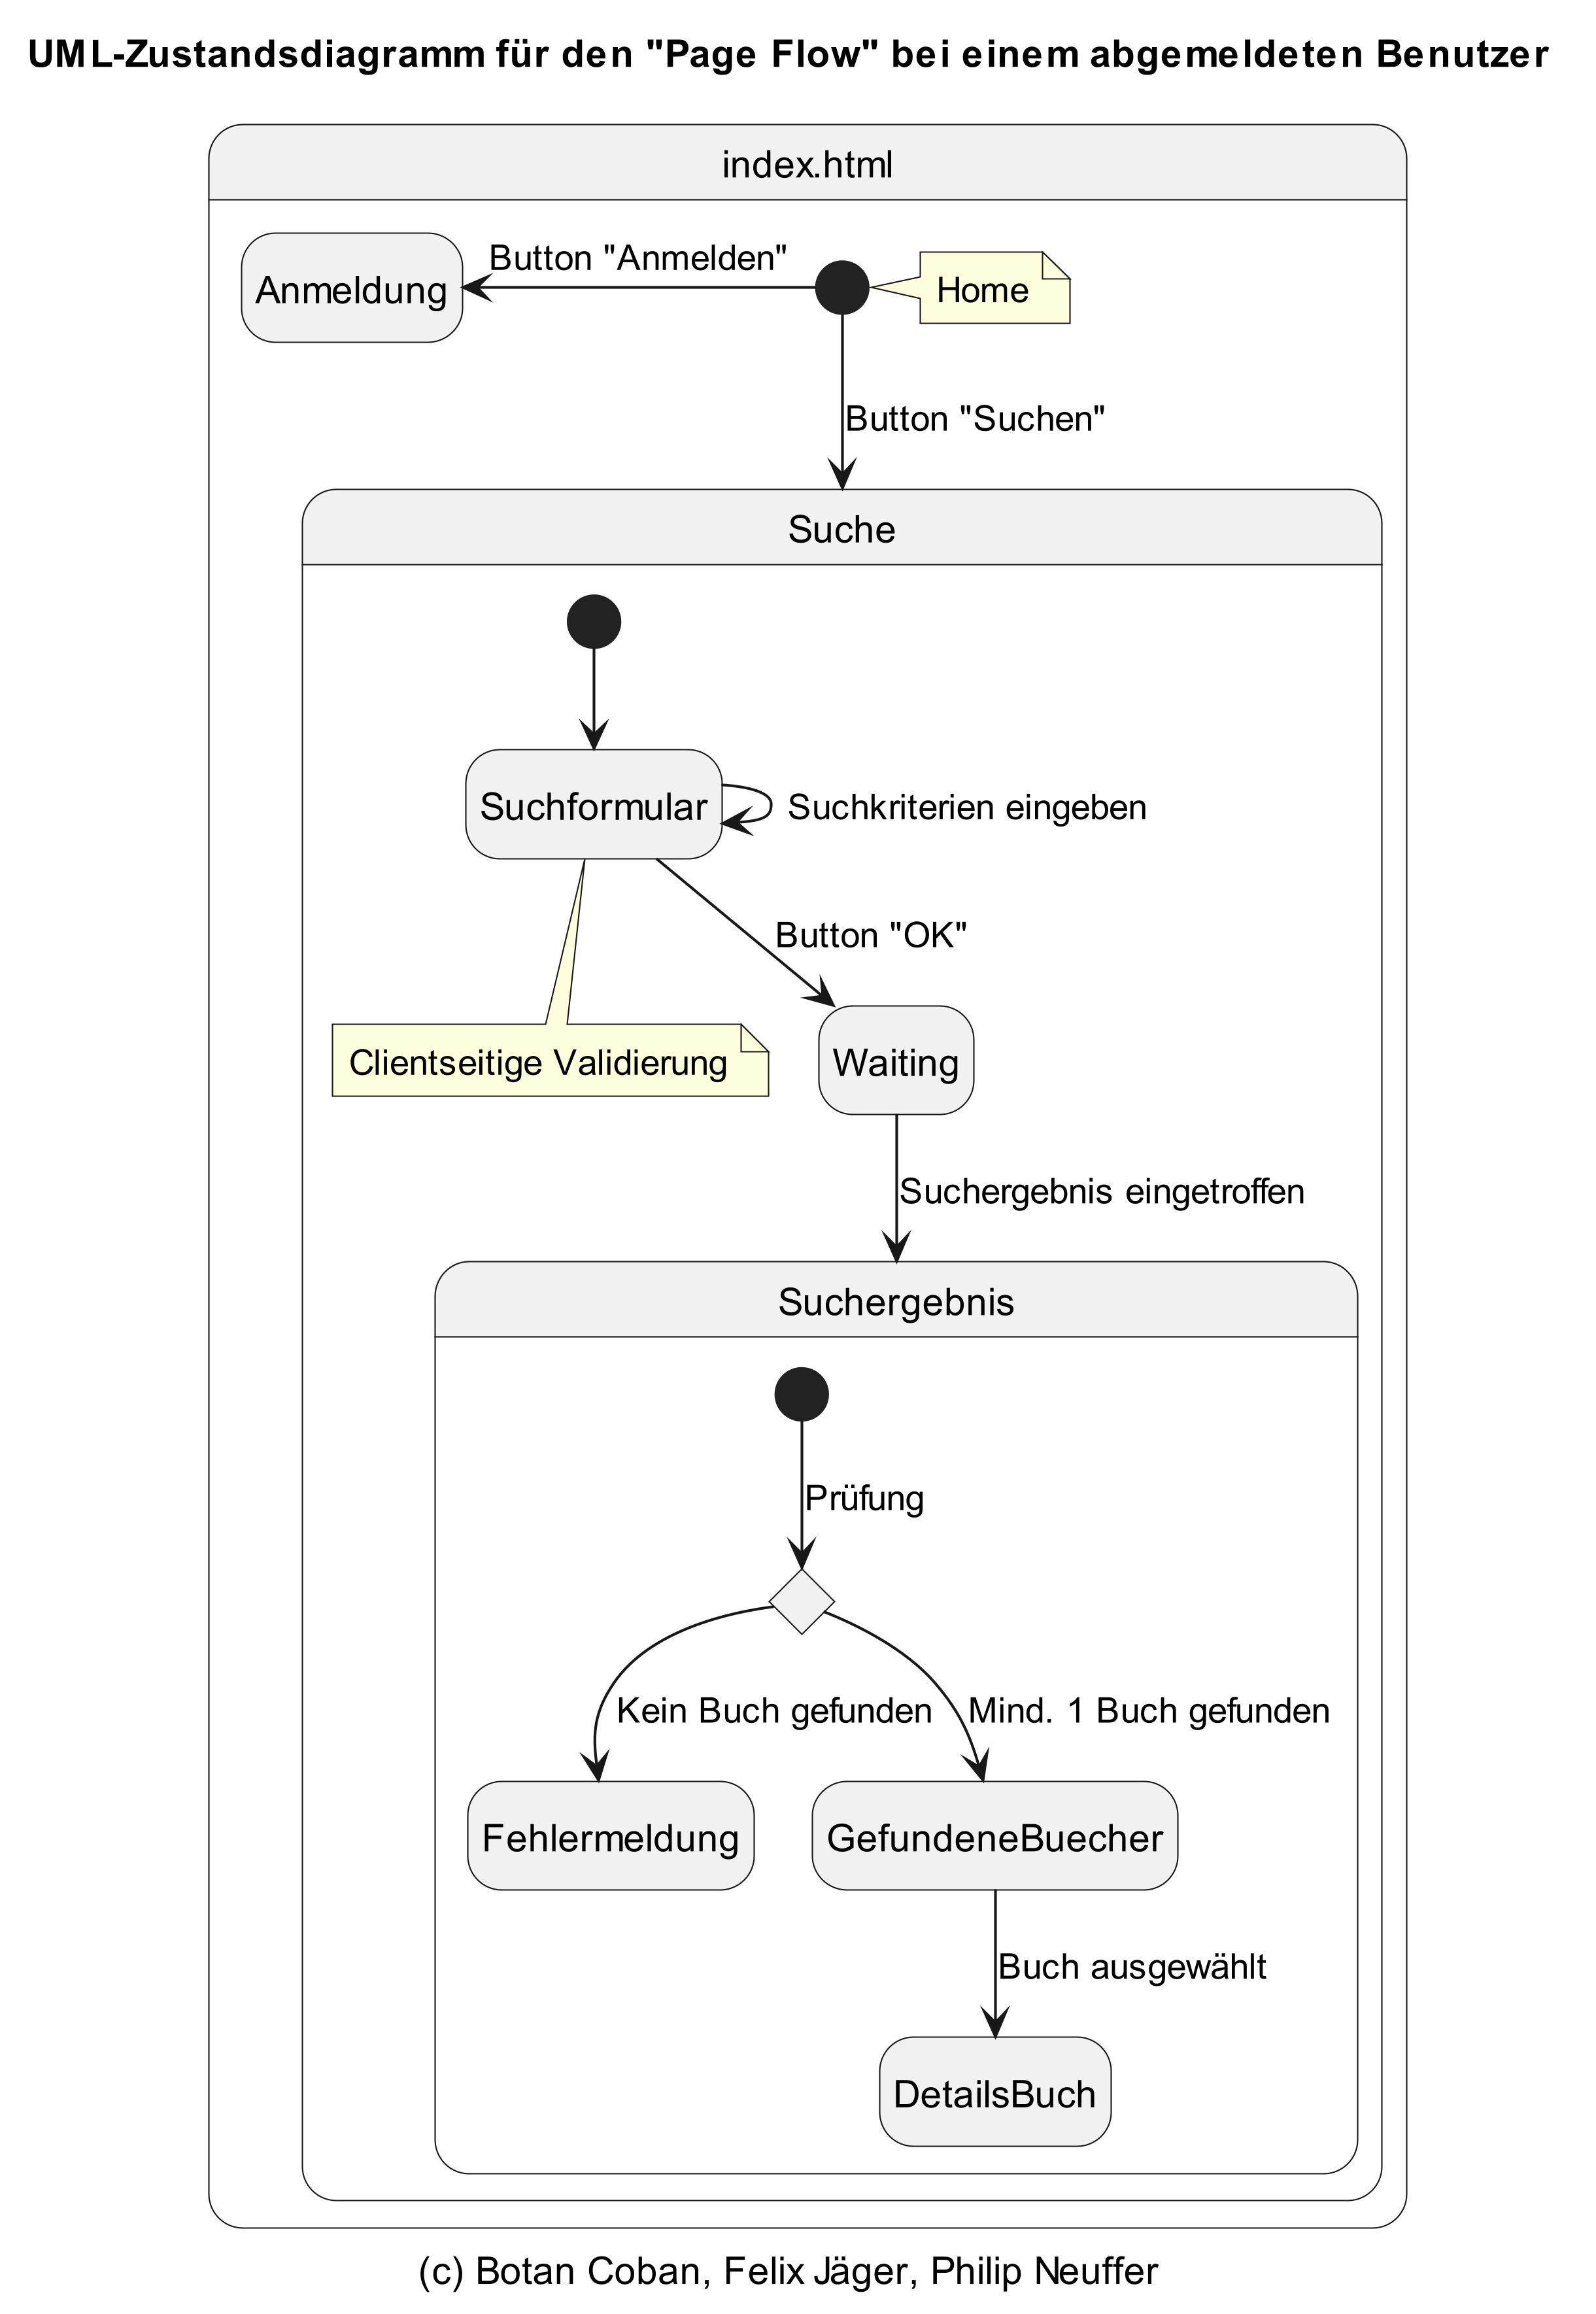 UML-Zustandsdiagramm für den "Page Flow" bei einem abgemeldeten Benutzer
index.html
Anmeldung
Button "Anmelden"
Home
Button "Suchen"
Suche
Suchformular
Suchkriterien eingeben
Button "OK"
Clientseitige Validierung
Waiting
Suchergebnis eingetroffen
Suchergebnis
Prüfung
Kein Buch gefunden
Mind. 1 Buch gefunden
Fehlermeldung
GefundeneBuecher
Buch ausgewählt
DetailsBuch
(c) Botan Coban, Felix Jäger, Philip Neuffer